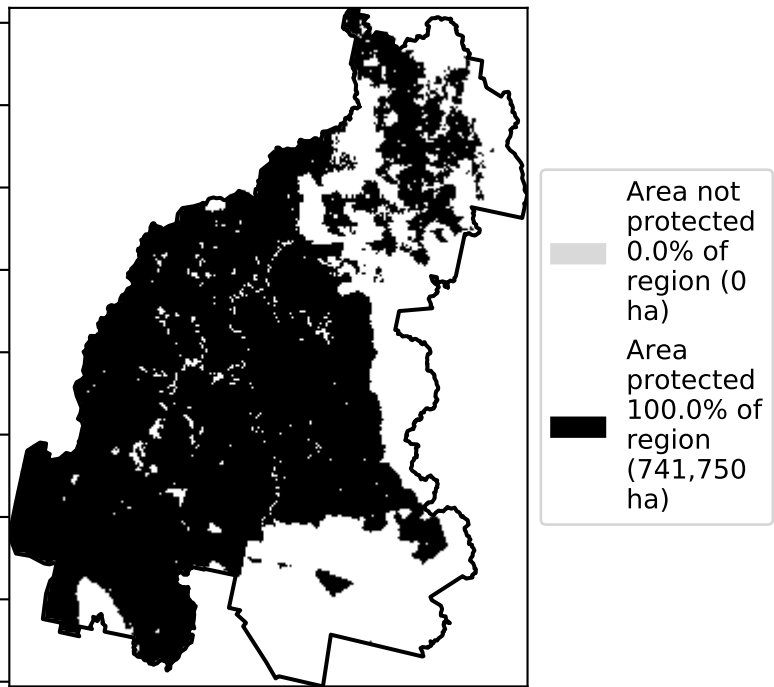 Area not
protected
0.0% of
region (0
ha)
Area
protected
100.0% of
region
(741,750
ha)